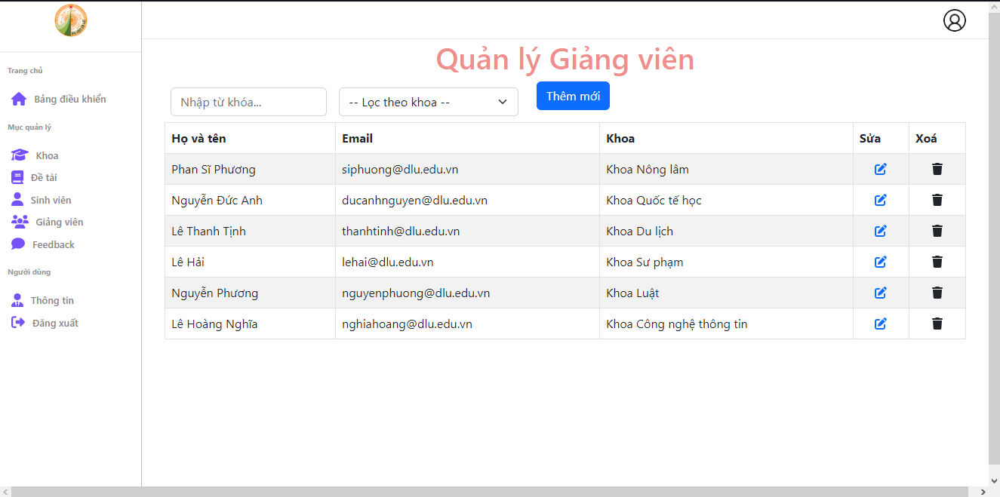 Trang chủ
Bảng điều khiển
Mục quản lý
Khoa
Đề tài
Sinh viên
Giảng viên
Feedback
Người dùng
Thông tin
Đăng xuất
Quản lý Giảng viên
Nhập từ khóa... -- Lọc theo khoa -- Thêm mới
Họ và tên Email Khoa Sửa Xoá
Phan Sĩ Phương siphuong@dlu.edu.vn Khoa Nông lâm
Nguyễn Đức Anh ducanhnguyen@dlu.edu.vn Khoa Quốc tế học
Lê Thanh Tịnh thanhtinh@dlu.edu.vn Khoa Du lịch
Lê Hải lehai@dlu.edu.vn Khoa Sư phạm
Nguyễn Phương nguyenphuong@dlu.edu.vn Khoa Luật
Lê Hoàng Nghĩa nghiahoang@dlu.edu.vn Khoa Công nghệ thông tin